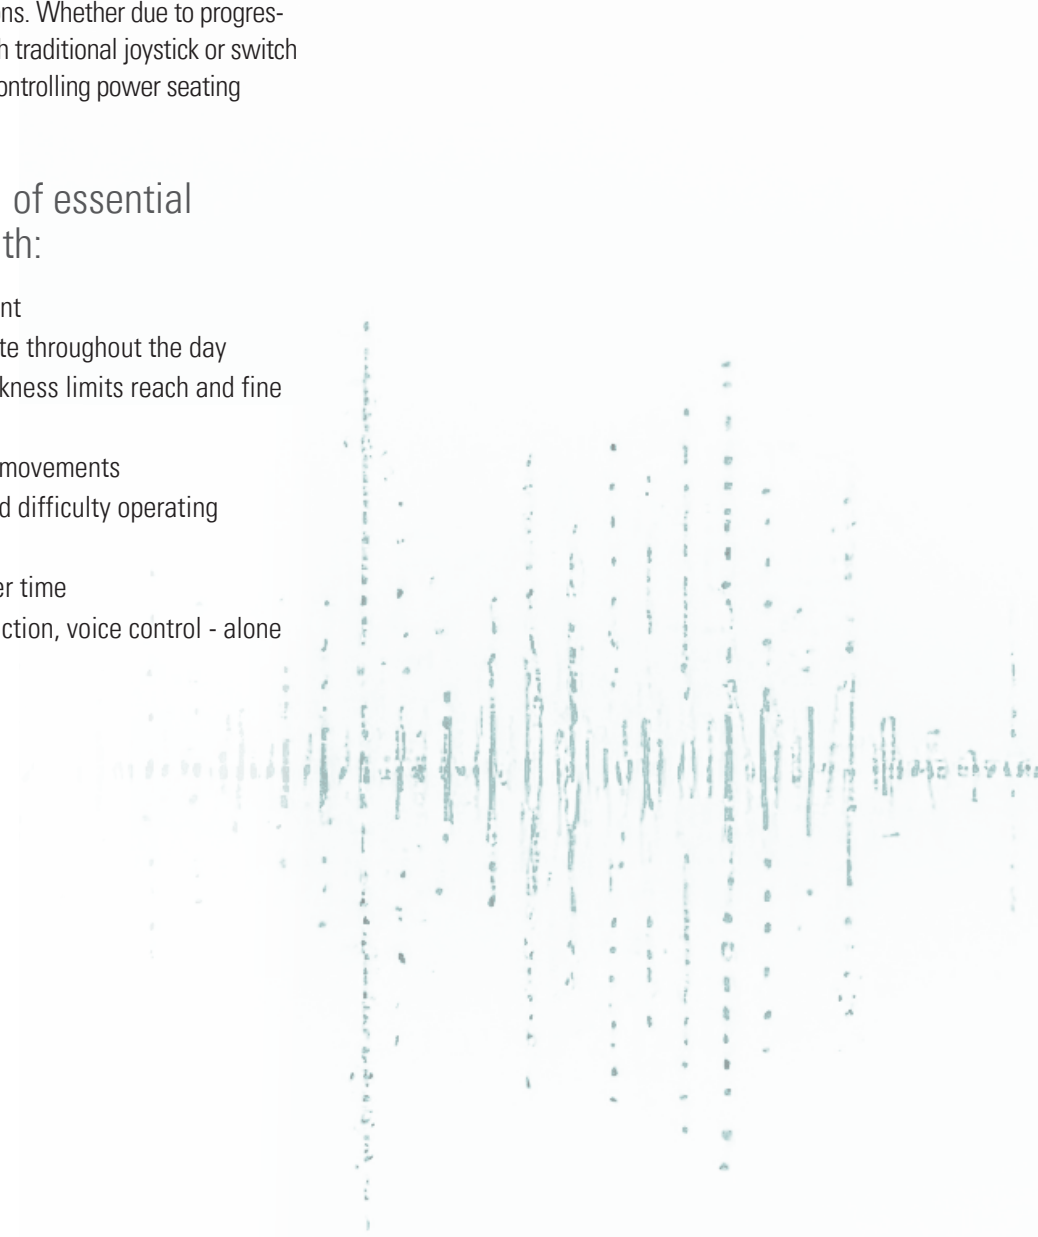 ons. Whether due to progres-
h traditional joystick or switch
ontrolling power seating
of essential
th:
nt
te throughout the day
kness limits reach and fine
movements
d difficulty operating
er time
ction, voice control - alone